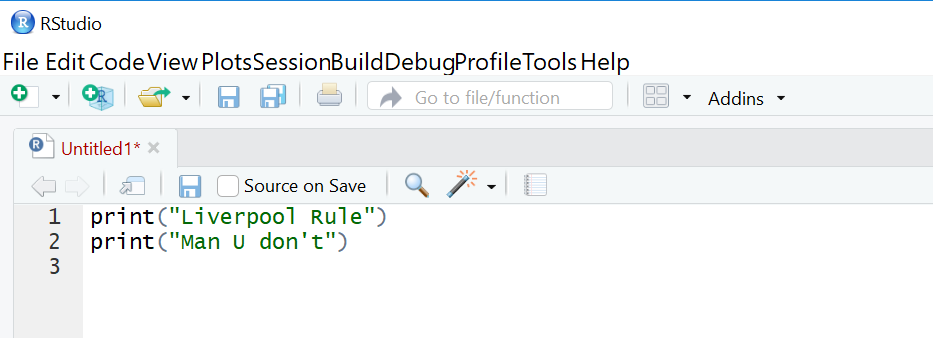 RStudio
File Edit Code View Plots Session Build Debug Profile Tools Help
Go to file/function Addins
Untitled1*
Source on Save
1 print("Liverpool Rule")
2 print("Man U don't")
3